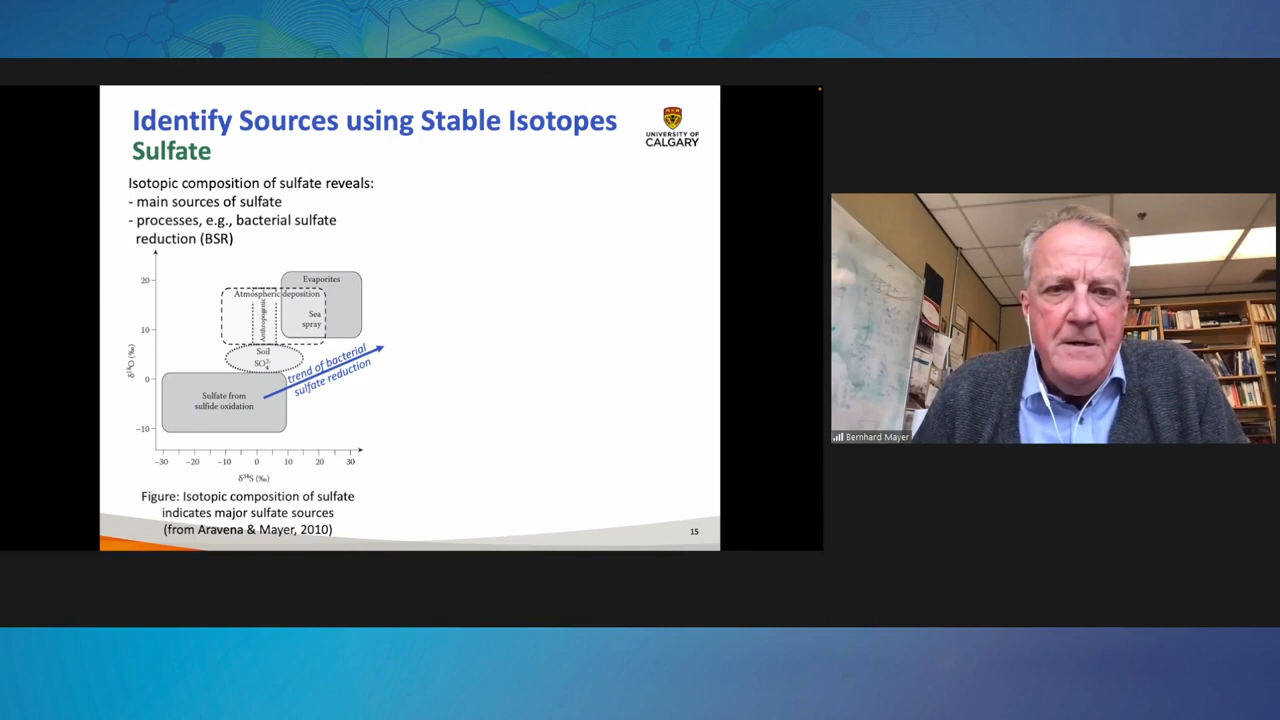 Identify Sources using Stable Isotopes
Sulfate
UNIVERSITY OF
CALGARY
Isotopic composition of sulfate reveals:
- main sources of sulfate
- processes, e.g., bacterial sulfate
reduction (BSR)
20
10
0
−10
δ¹⁸O (‰)
Evaporites
Atmospheric deposition
Anthropogenic
Sea
spray
Soil
SO₄²⁻
trend of bacterial
sulfate reduction
Sulfate from
sulfide oxidation
−30 −20 −10 0 10 20 30
δ³⁴S (‰)
Figure: Isotopic composition of sulfate
indicates major sulfate sources
(from Aravena & Mayer, 2010)
15
Bernhard Mayer